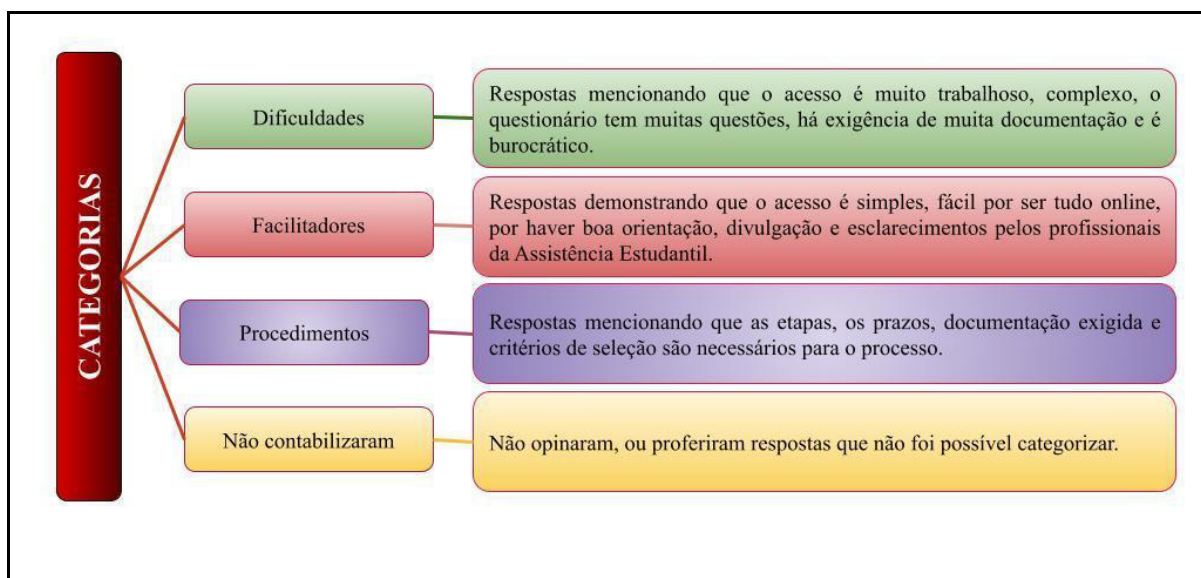 CATEGORIAS
Dificuldades
Respostas mencionando que o acesso é muito trabalhoso, complexo, o
questionário tem muitas questões, há exigência de muita documentação e é
burocrático.
Facilitadores
Respostas demonstrando que o acesso é simples, fácil por ser tudo online,
por haver boa orientação, divulgação e esclarecimentos pelos profissionais
da Assistência Estudantil.
Procedimentos
Respostas mencionando que as etapas, os prazos, documentação exigida e
critérios de seleção são necessários para o processo.
Não contabilizaram
Não opinaram, ou proferiram respostas que não foi possível categorizar.